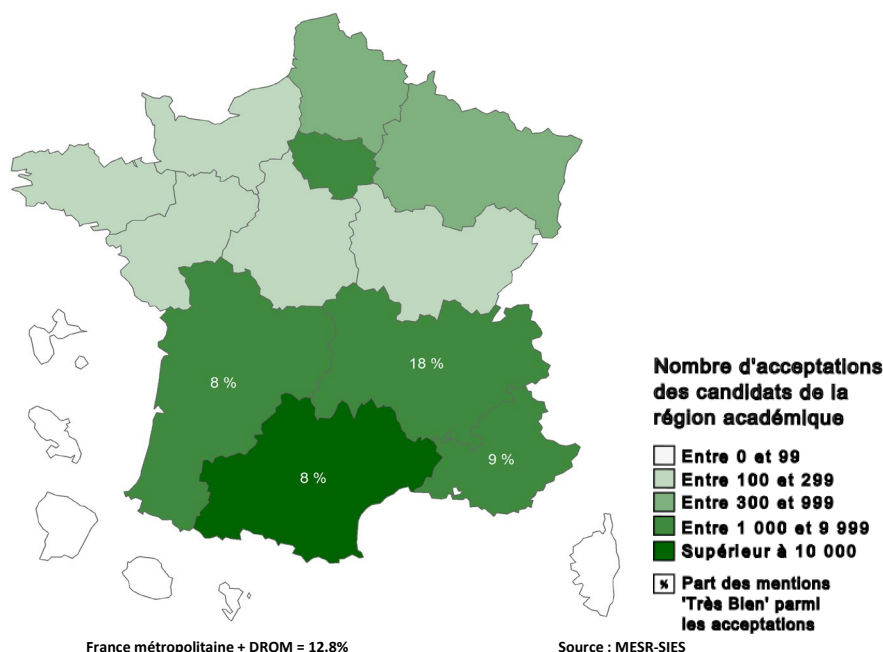 18 %
8 %
9 %
8 %
Nombre d'acceptations
des candidats de la
région académique
Entre 0 et 99
Entre 100 et 299
Entre 300 et 999
Entre 1 000 et 9 999
Supérieur à 10 000
% Part des mentions
'Très Bien' parmi
les acceptations
France métropolitaine + DROM = 12.8%
Source : MESR-SIES